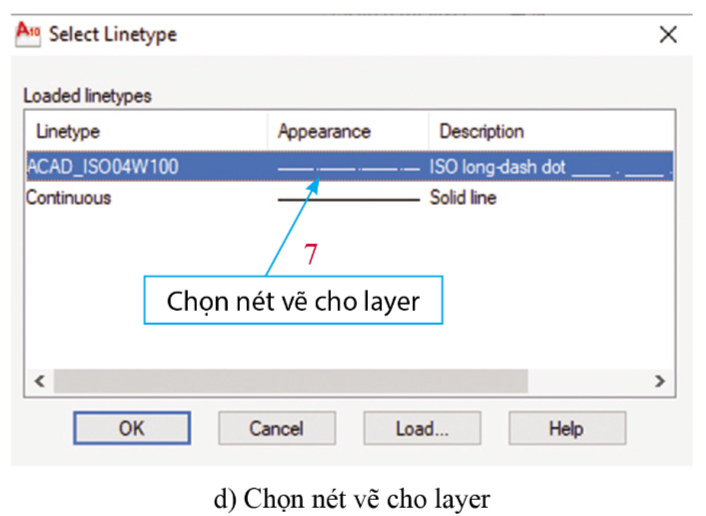 A10 Select Linetype
Loaded linetypes
Linetype Appearance Description
ACAD_ISO04W100 ISO long-dash dot ____ . ____ .
Continuous Solid line
7
Chọn nét vẽ cho layer
OK Cancel Load... Help
d) Chọn nét vẽ cho layer